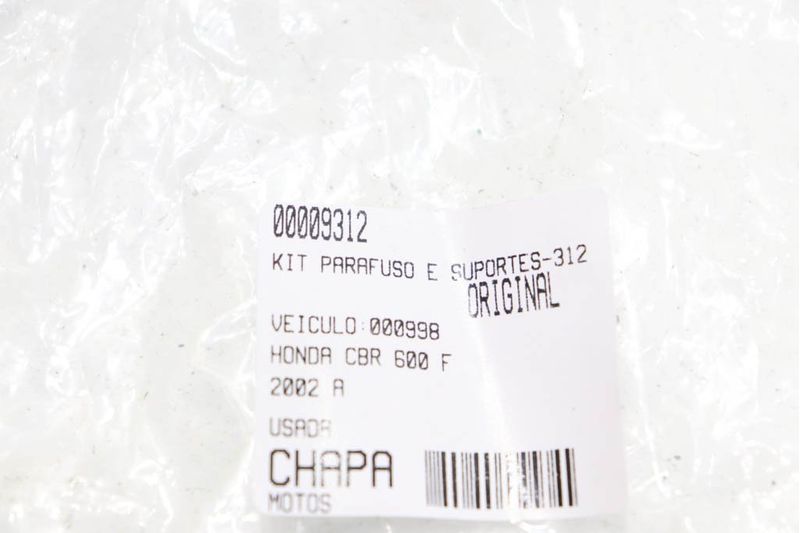 00009312
KIT PARAFUSO E SUPORTES-312
ORIGINAL
VEICULO:000998
HONDA CBR 600 F
2002 A
USADA
CHAPA
MOTOS